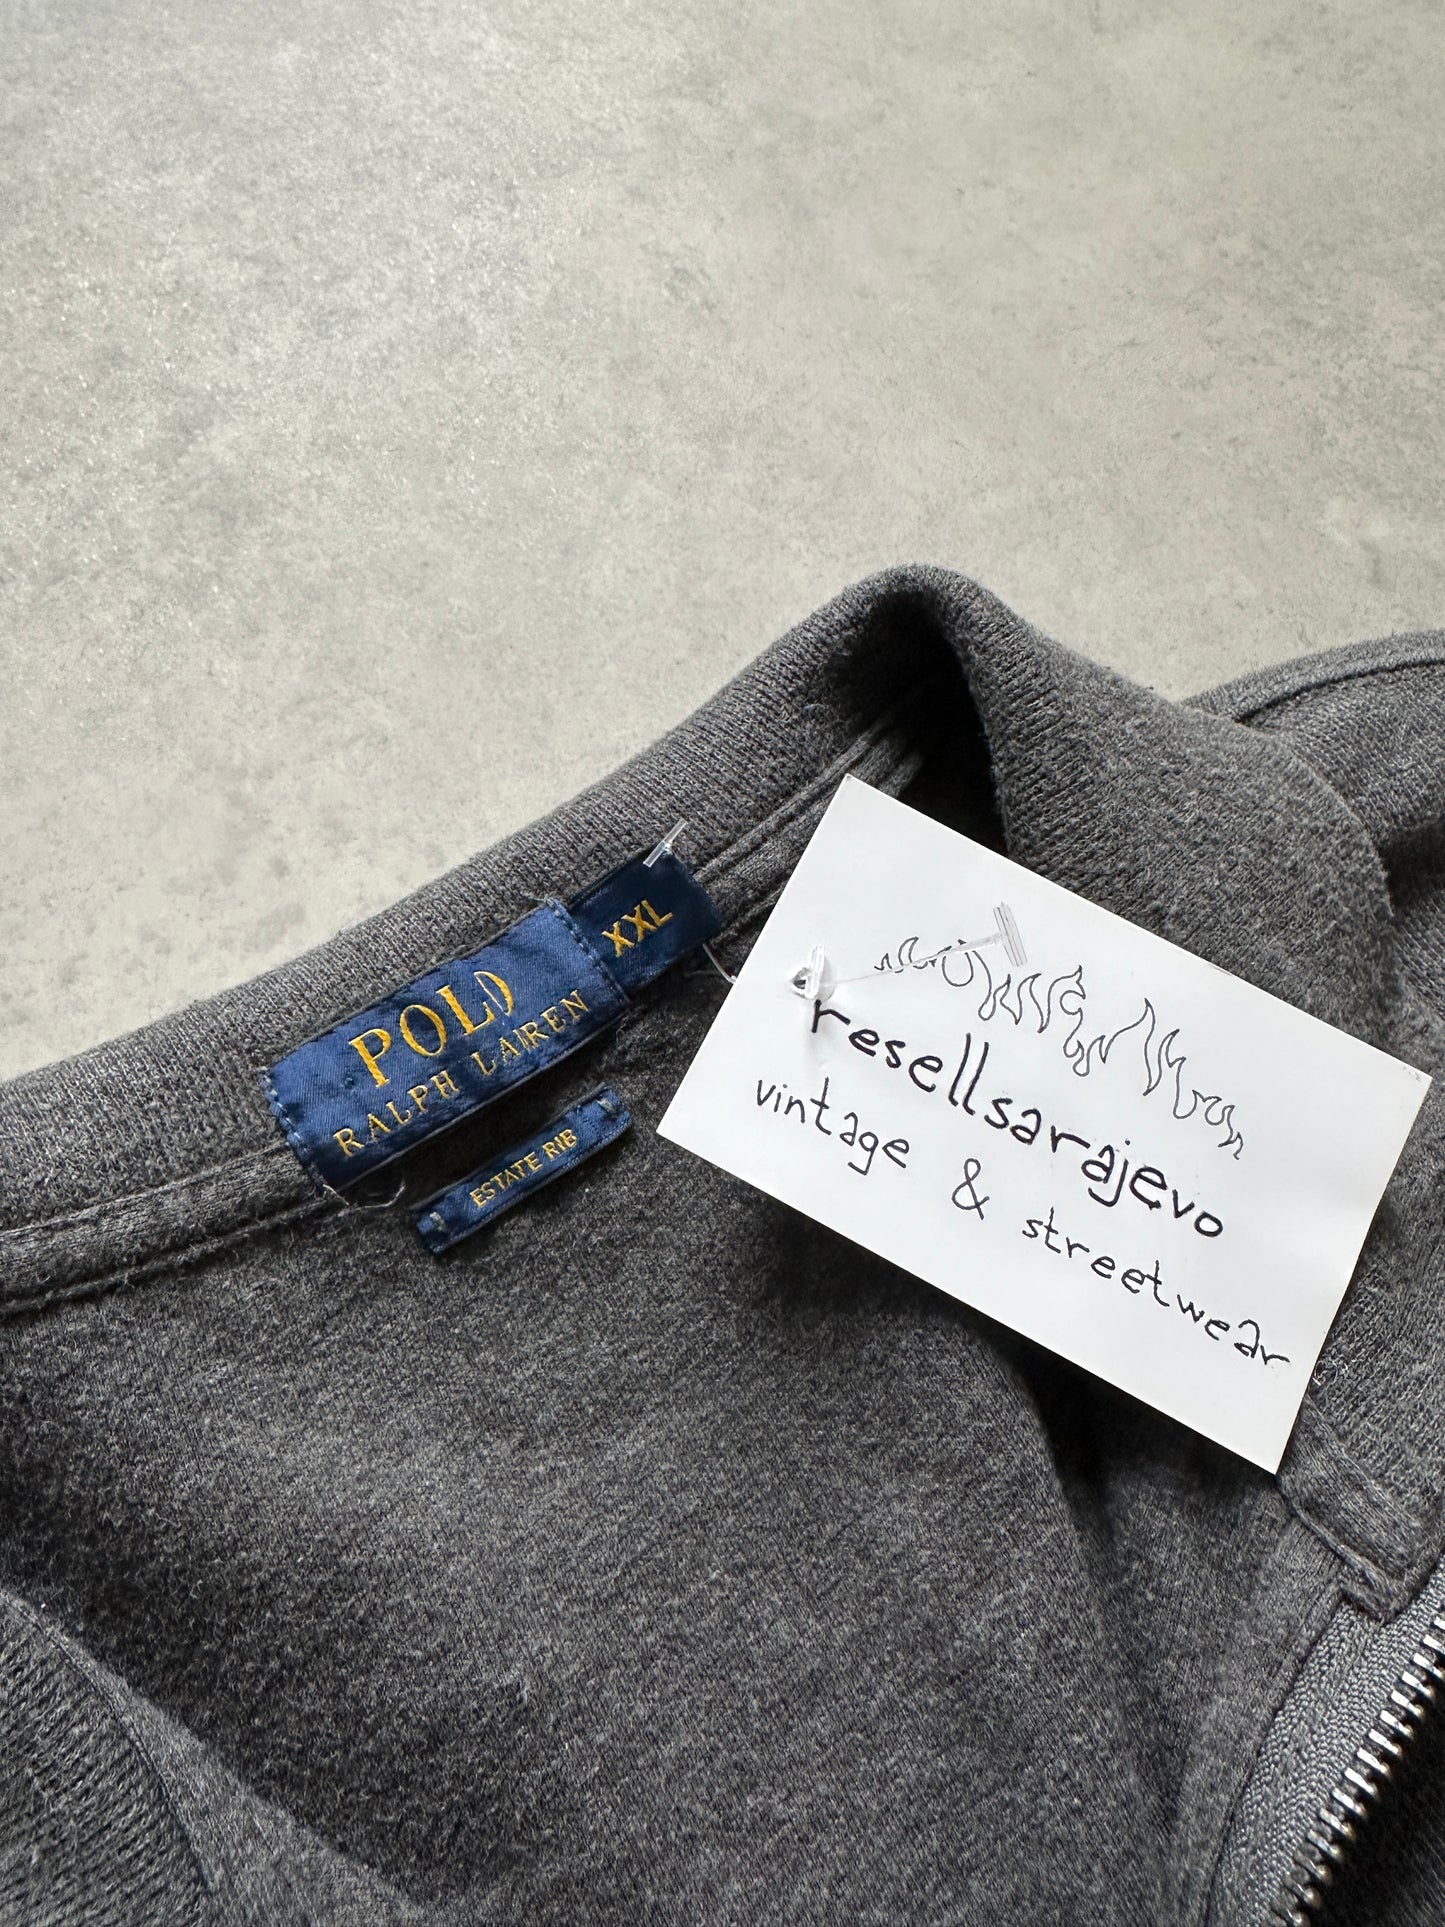 XXL
POLO
RALPH LAUREN
ESTATE RIB
resellsarajevo
vintage & streetwear